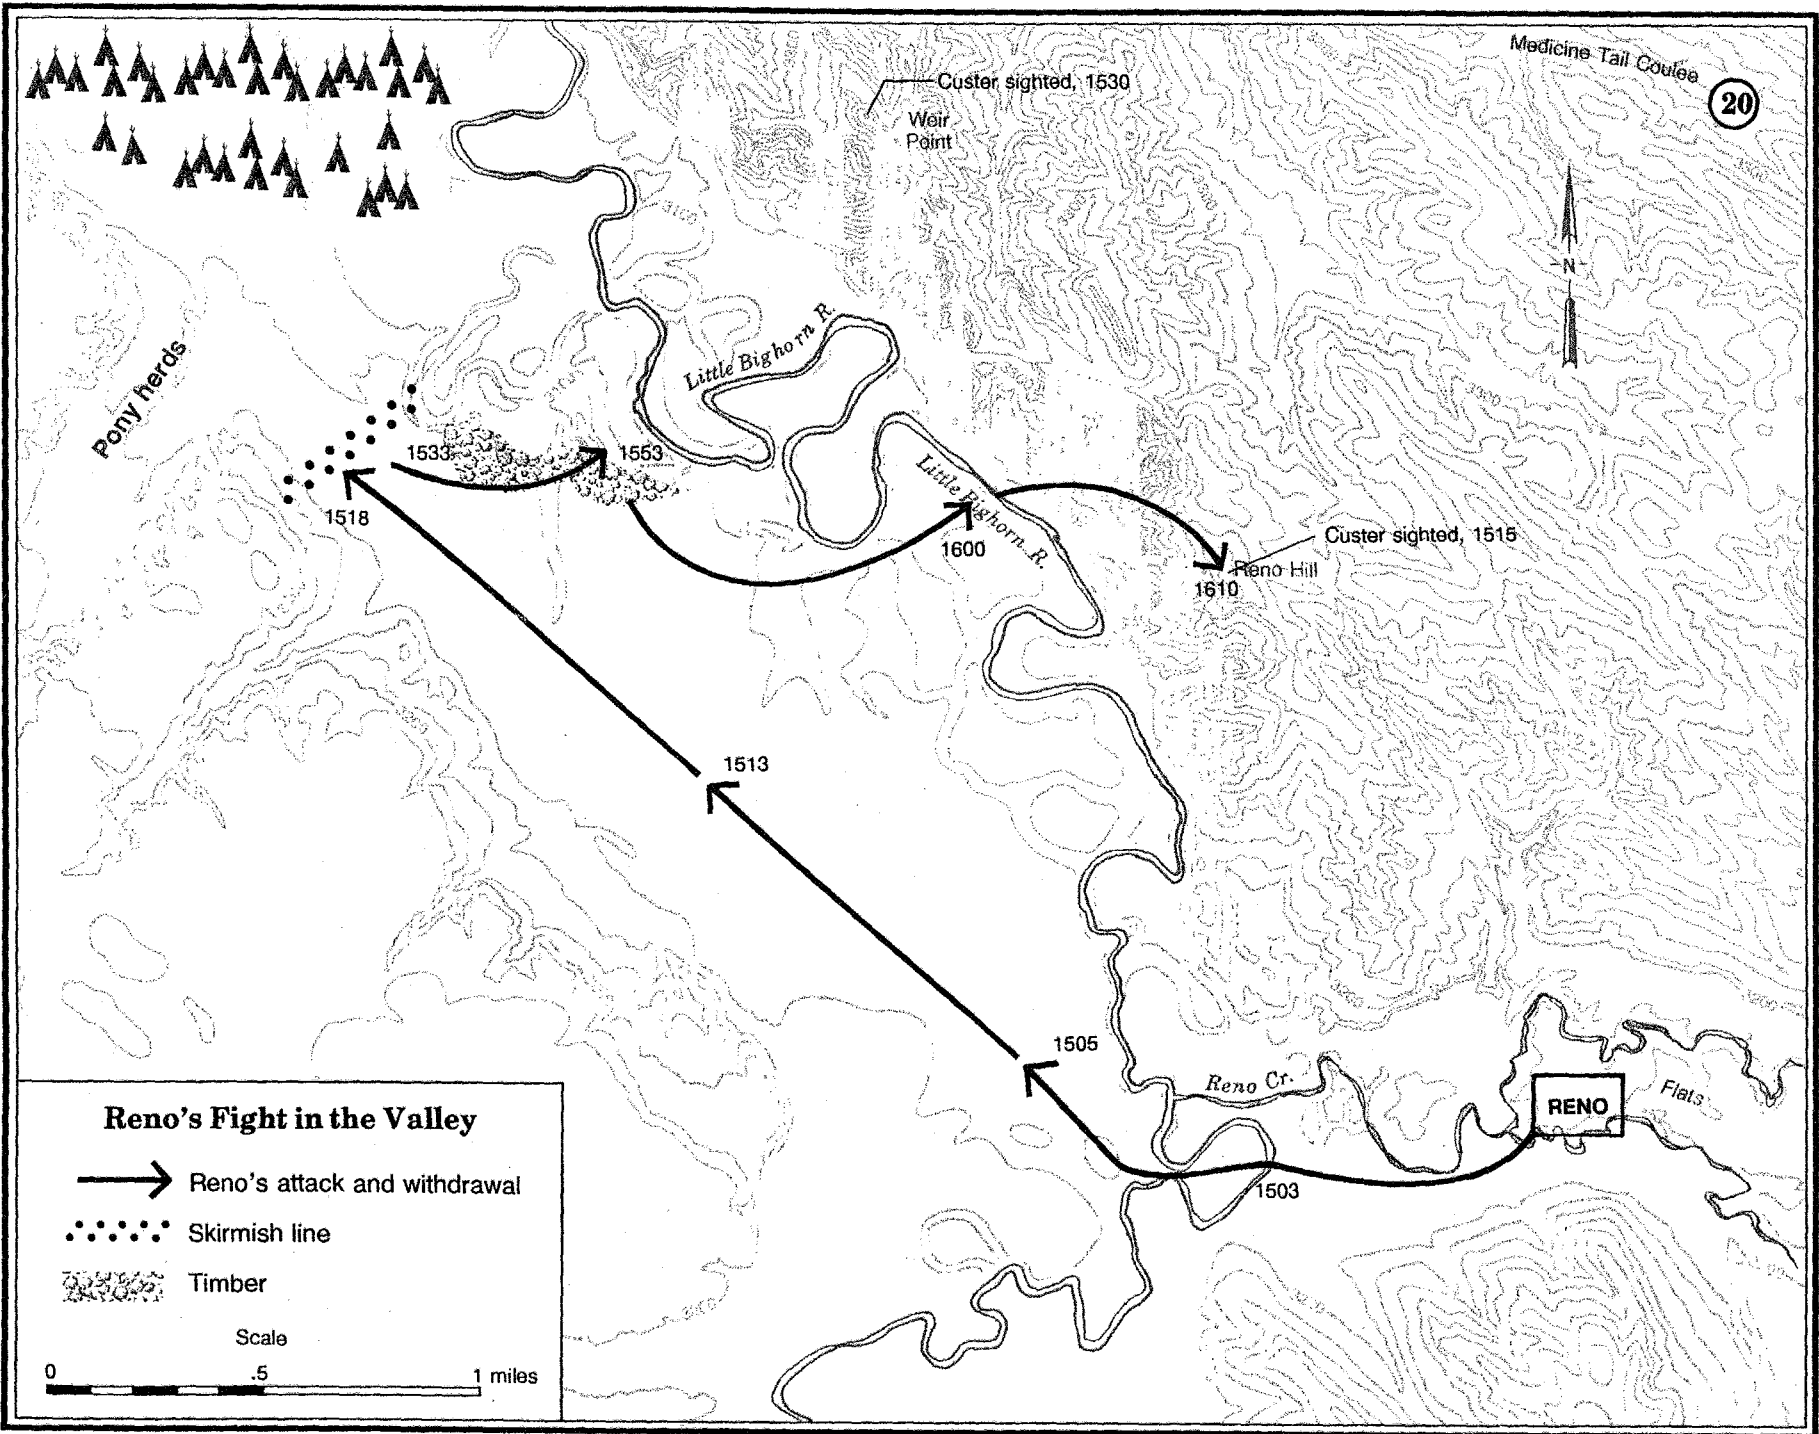 Medicine Tail Coulee
20
Custer sighted, 1530
Weir
Point
N
Little Bighorn R.
Pony herds
3300
1533
1553
1518
Little Bighorn R.
1600
Custer sighted, 1515
Reno Hill
1610
1513
1505
Reno Cr.
RENO
Flats
1503
Reno's Fight in the Valley
Reno's attack and withdrawal
Skirmish line
Timber
Scale
0 .5 1 miles